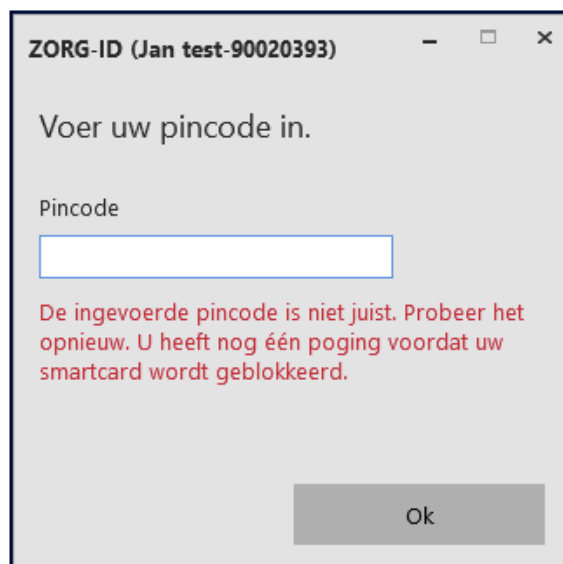 ZORG-ID (Jan test-90020393)
Voer uw pincode in.
Pincode
De ingevoerde pincode is niet juist. Probeer het
opnieuw. U heeft nog één poging voordat uw
smartcard wordt geblokkeerd.
Ok